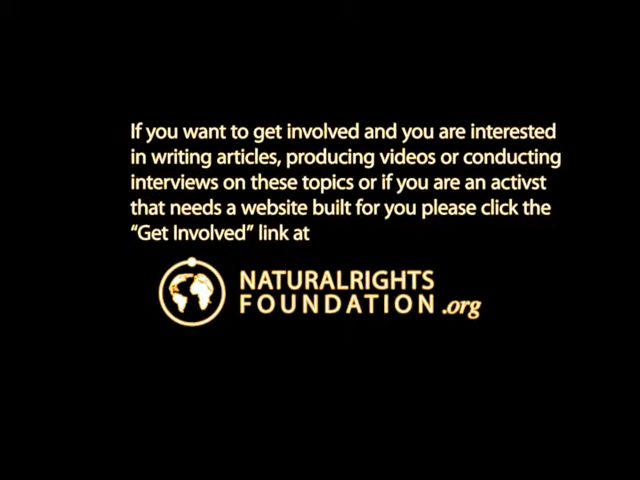 If you want to get involved and you are interested
in writing articles, producing videos or conducting
interviews on these topics or if you are an activst
that needs a website built for you please click the
“Get Involved” link at
NATURALRIGHTS
FOUNDATION.org